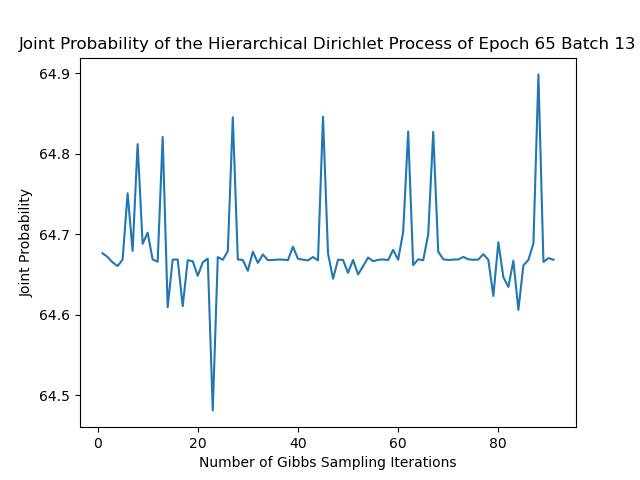 Joint Probability of the Hierarchical Dirichlet Process of Epoch 65 Batch 13
64.9
64.8
64.7
64.6
64.5
Joint Probability
0 20 40 60 80
Number of Gibbs Sampling Iterations